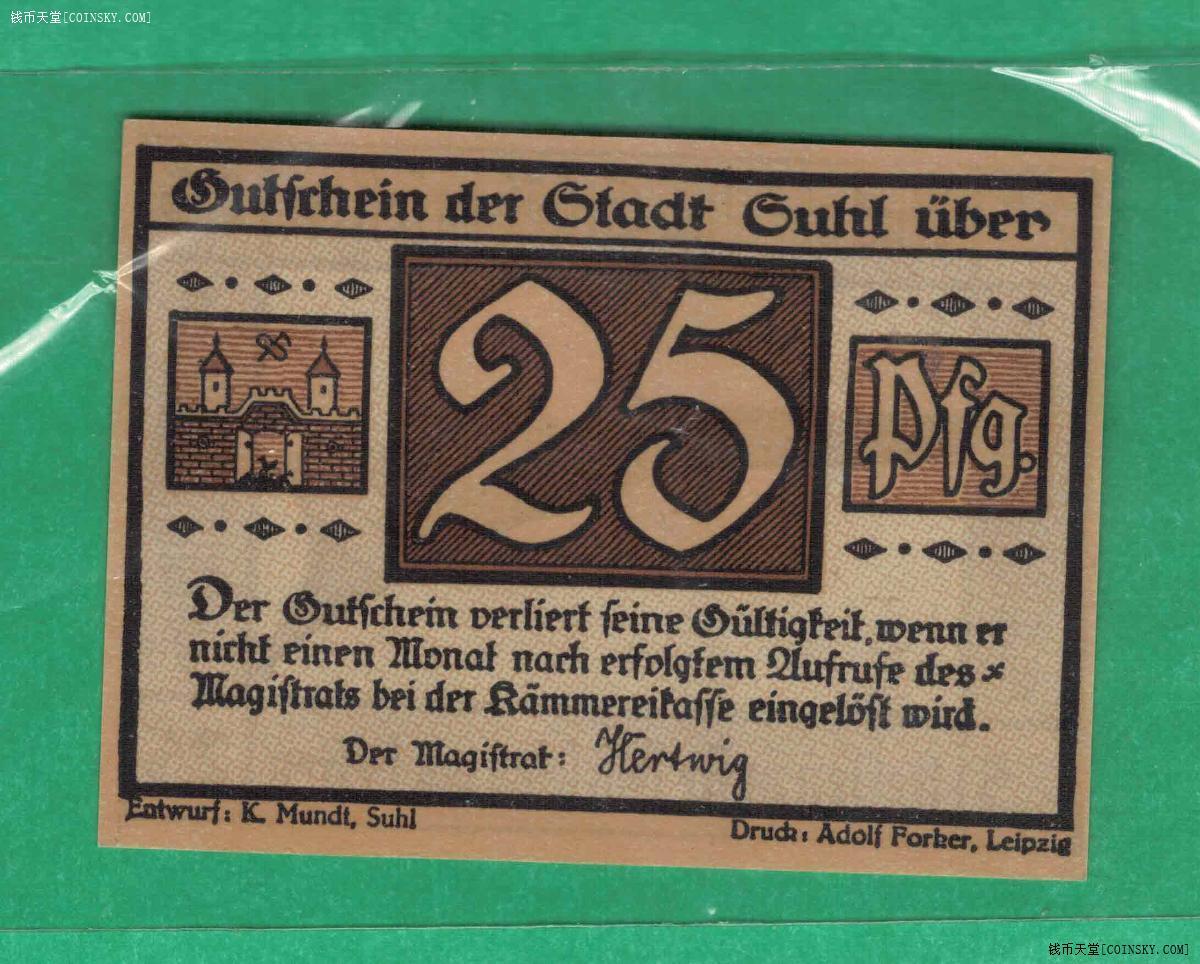 钱币天堂[COINSKY.COM]
Gutschein der Stadt Suhl über
25
Pfg.
Der Gutschein verliert seine Gültigkeit, wenn er
nicht einen Monat nach erfolgtem Aufrufe des
Magistrats bei der Kämmereikasse eingelöst wird.
Der Magistrat: Hertwig
Entwurf: K. Mundt, Suhl
Druck: Adolf Forker, Leipzig
钱币天堂[COINSKY.COM]